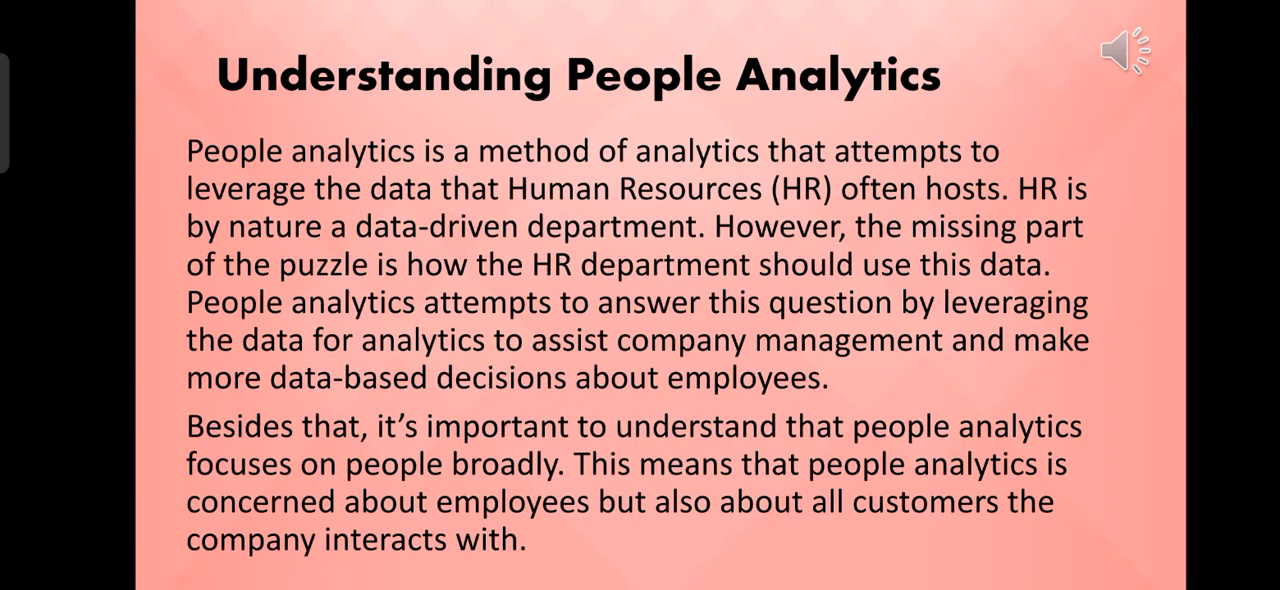 Understanding People Analytics
People analytics is a method of analytics that attempts to
leverage the data that Human Resources (HR) often hosts. HR is
by nature a data-driven department. However, the missing part
of the puzzle is how the HR department should use this data.
People analytics attempts to answer this question by leveraging
the data for analytics to assist company management and make
more data-based decisions about employees.
Besides that, it’s important to understand that people analytics
focuses on people broadly. This means that people analytics is
concerned about employees but also about all customers the
company interacts with.